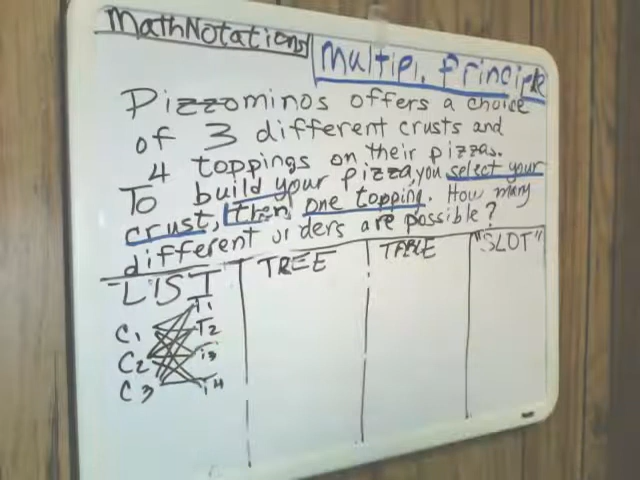 MathNotations
Multipl. Principle
Pizzominos offers a choice
of 3 different crusts and
4 toppings on their pizzas.
To build your pizza, you select your
crust, then one topping. How many
different orders are possible?
LIST
TREE
TABLE
"SLOT"
C1
C2
C3
T1
T2
T3
T4